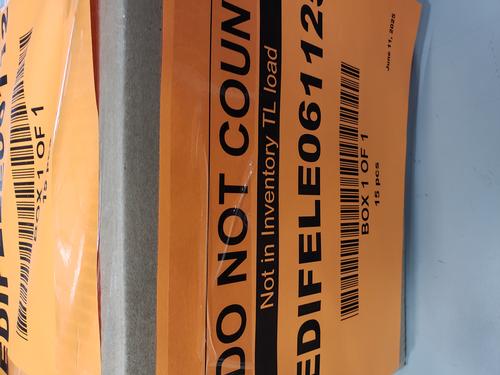 DO NOT COUN
Not in Inventory TL load
EDIFELE061123
BOX 1 OF 1
15 pcs
June 11, 2025
BOX 1 OF 1
15 pcs